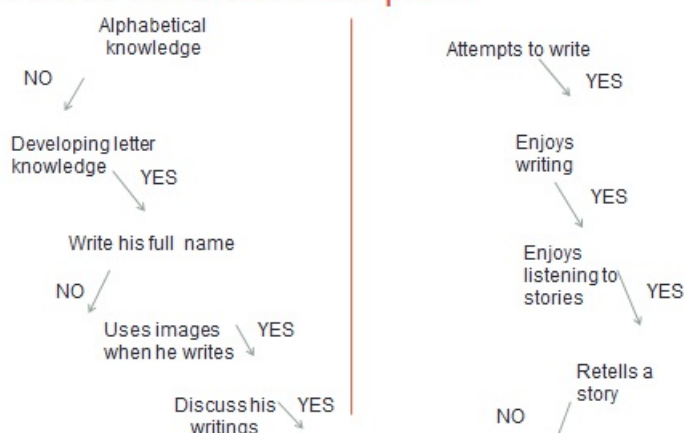 Alphabetical
knowledge
NO
Developing letter
knowledge
YES
Write his full name
NO
Uses images
when he writes
YES
Discuss his
writings
YES
Attempts to write
YES
Enjoys
writing
YES
Enjoys
listening to
stories
YES
Retells a
story
NO